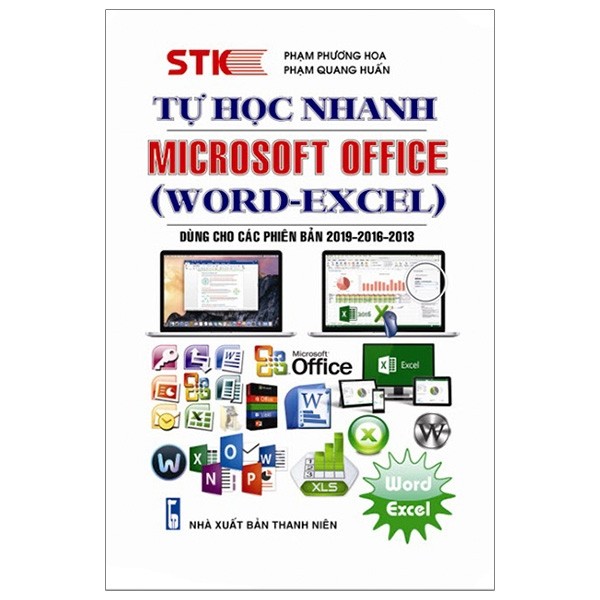 STK
PHẠM PHƯƠNG HOA
PHẠM QUANG HUẤN
TỰ HỌC NHANH
MICROSOFT OFFICE
(WORD-EXCEL)
DÙNG CHO CÁC PHIÊN BẢN 2019-2016-2013
2016
X
Microsoft
Office
Excel
W
W
X
W
W
X
O
W
N
P
XLS
Word
Excel
NHÀ XUẤT BẢN THANH NIÊN